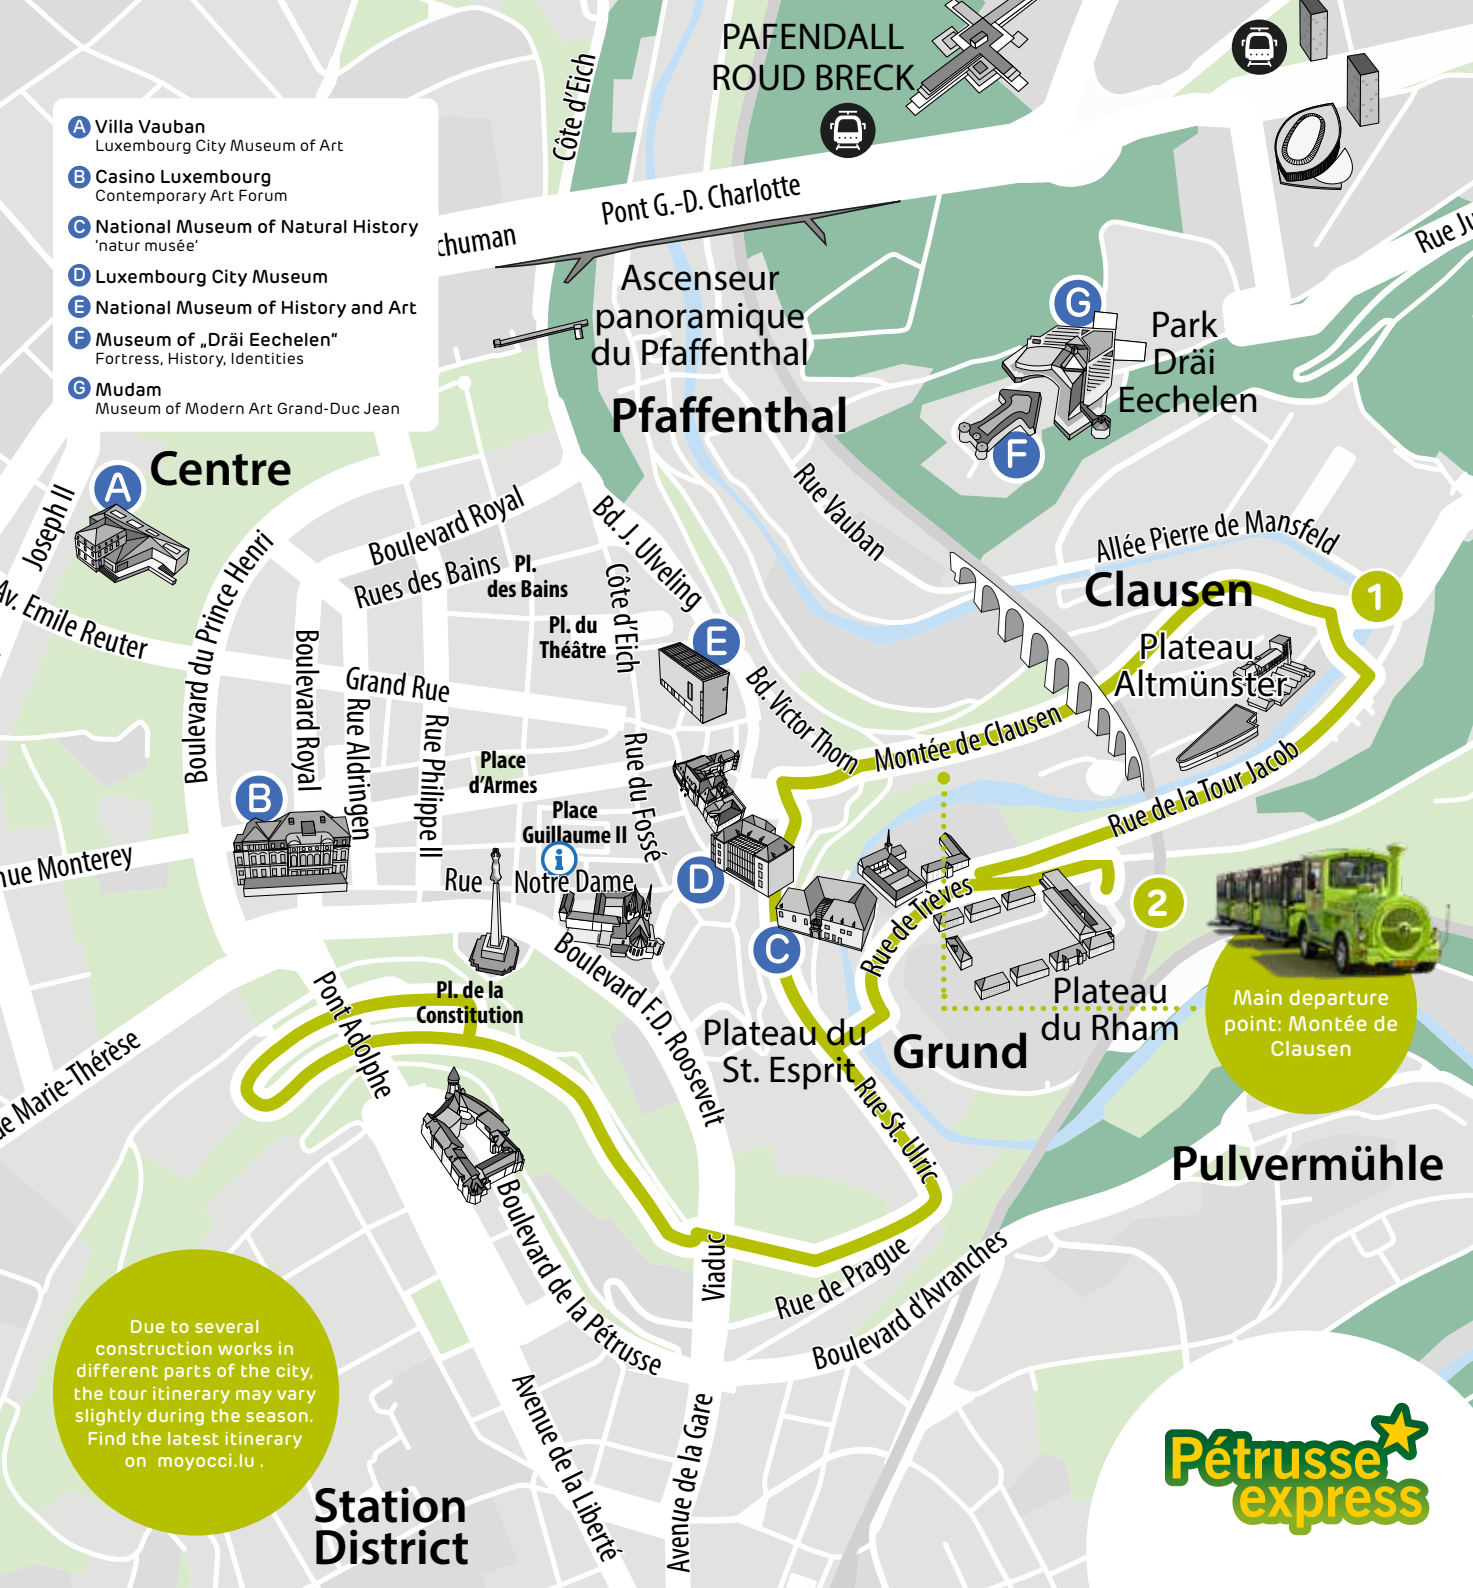 PAFENDALL
ROUD BRECK
Côte d'Eich
A Villa Vauban
Luxembourg City Museum of Art
B Casino Luxembourg
Contemporary Art Forum
C National Museum of Natural History
'natur musée'
D Luxembourg City Museum
E National Museum of History and Art
F Museum of „Dräi Eechelen“
Fortress, History, Identities
G Mudam
Museum of Modern Art Grand-Duc Jean
Pont G.-D. Charlotte
chuman
Rue Ju
Ascenseur
panoramique
du Pfaffenthal
G
Park
Dräi
Eechelen
F
Pfaffenthal
Centre
A
Joseph II
Boulevard Royal
Bd. J. Ulveling
Rue Vauban
Allée Pierre de Mansfeld
Clausen
1
Rues des Bains
Pl.
des Bains
Av. Emile Reuter
Boulevard du Prince Henri
Pl. du
Théâtre
Côte d'Eich
E
Plateau
Altmünster
Boulevard Royal
Grand Rue
Rue Aldringen
Rue Philippe II
Bd. Victor Thorn
Montée de Clausen
Place
d'Armes
Rue du Fossé
B
Place
Guillaume II
i
Rue de la Tour Jacob
nue Monterey
Rue Notre Dame
D
Rue de Trèves
2
C
Boulevard F.D. Roosevelt
Pont Adolphe
Pl. de la
Constitution
Plateau
du Rham
Main departure
point: Montée de
Clausen
Plateau du
St. Esprit
Grund
ue Marie-Thérèse
Rue St. Ulric
Pulvermühle
Boulevard de la Pétrusse
Viaduc
Rue de Prague
Boulevard d'Avranches
Due to several
construction works in
different parts of the city,
the tour itinerary may vary
slightly during the season.
Find the latest itinerary
on moyocci.lu .
Avenue de la Liberté
Avenue de la Gare
Station
District
Pétrusse
express